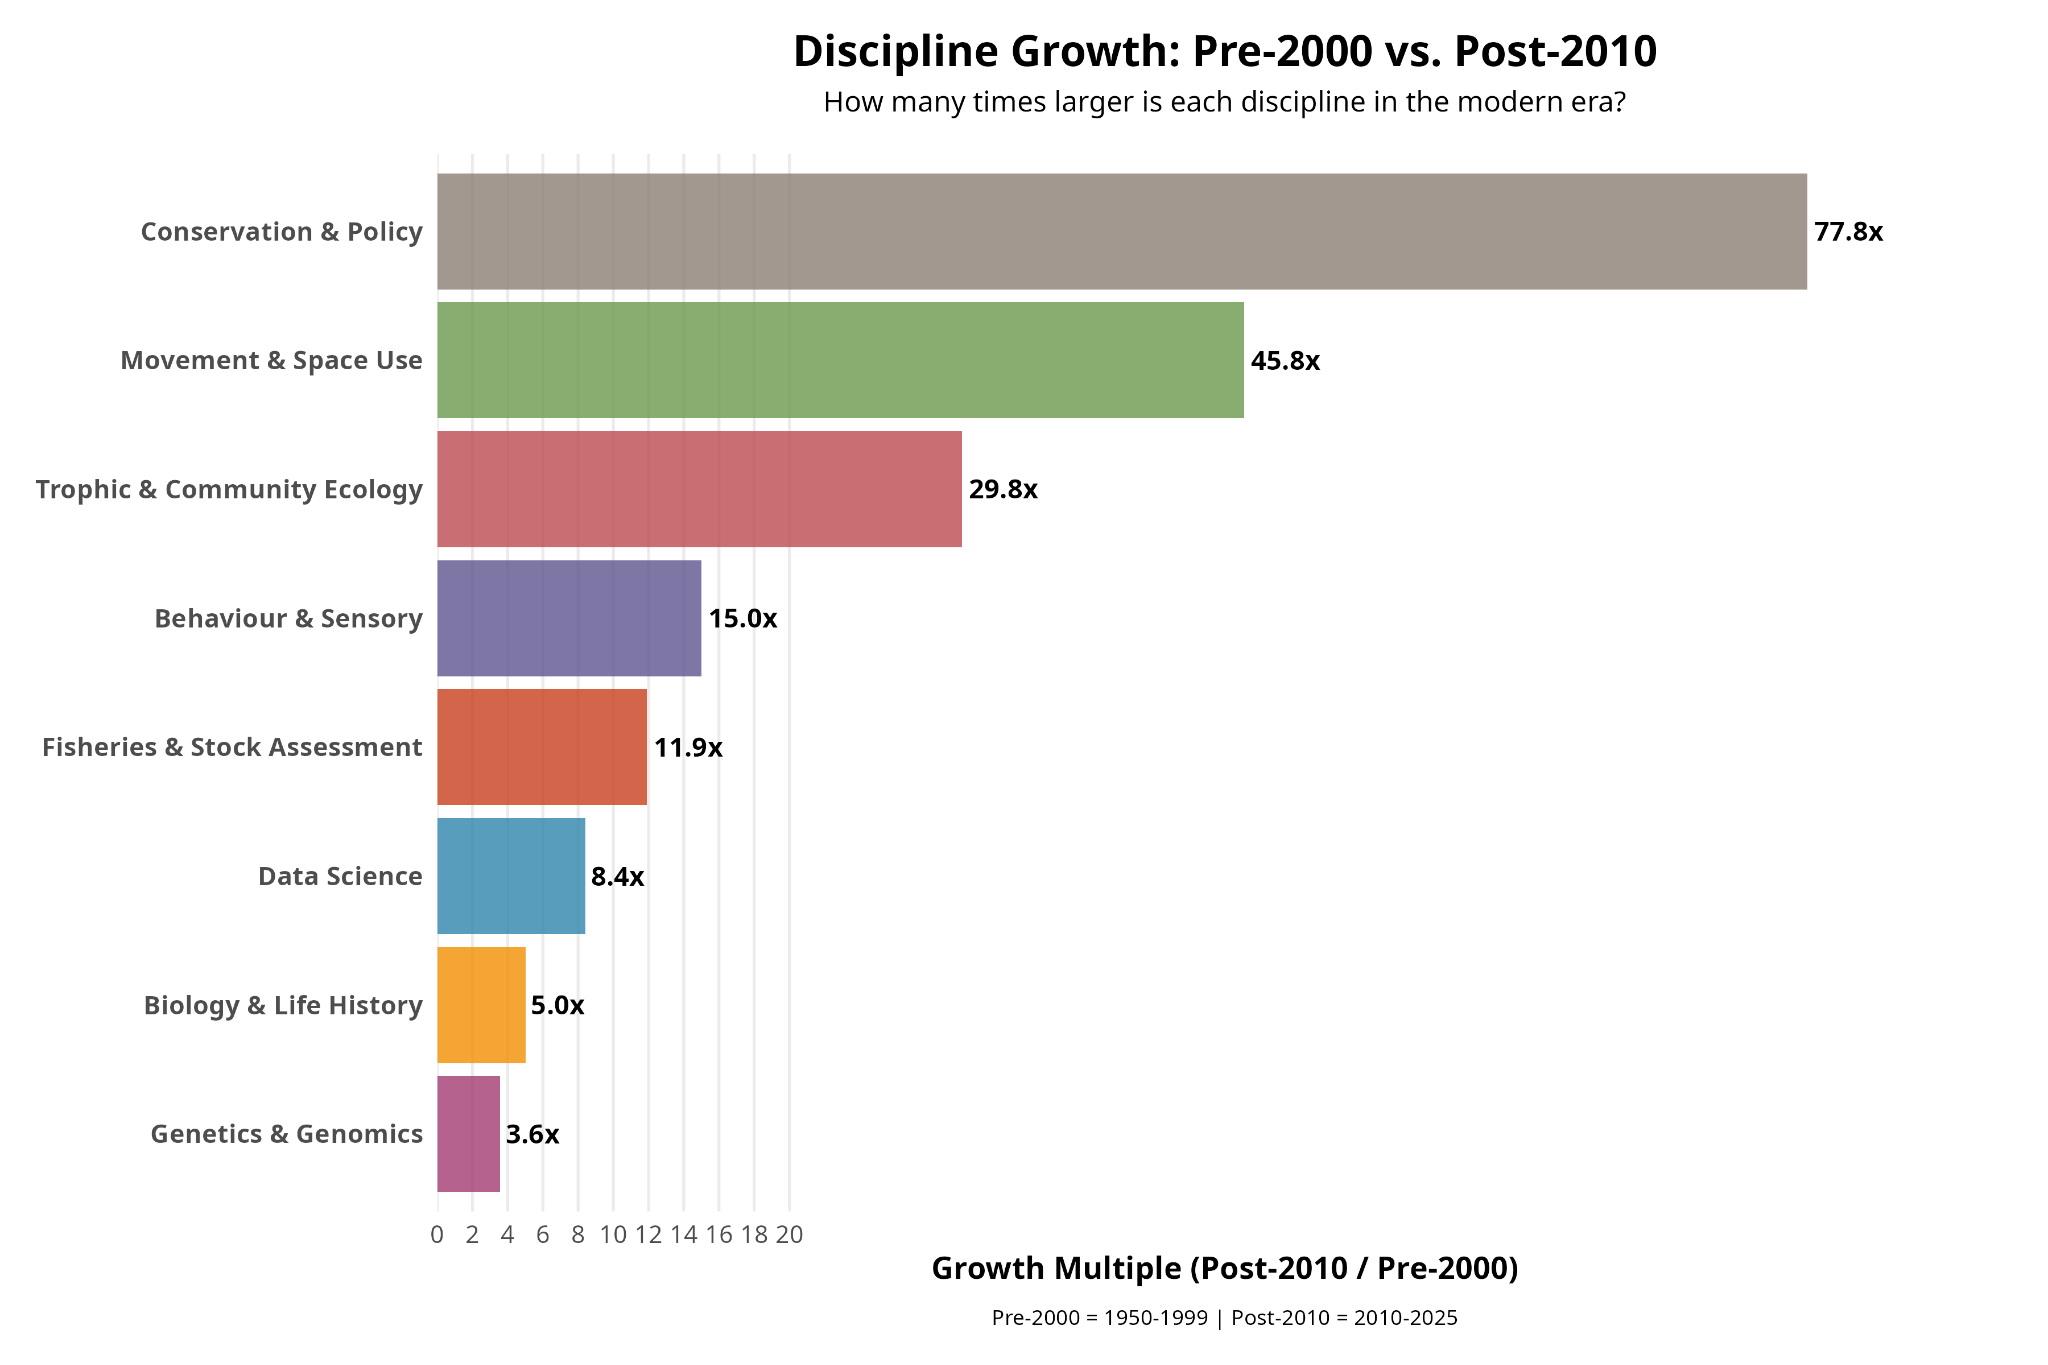 Discipline Growth: Pre-2000 vs. Post-2010
How many times larger is each discipline in the modern era?
Conservation & Policy 77.8x
Movement & Space Use 45.8x
Trophic & Community Ecology 29.8x
Behaviour & Sensory 15.0x
Fisheries & Stock Assessment 11.9x
Data Science 8.4x
Biology & Life History 5.0x
Genetics & Genomics 3.6x
0 2 4 6 8 10 12 14 16 18 20
Growth Multiple (Post-2010 / Pre-2000)
Pre-2000 = 1950-1999 | Post-2010 = 2010-2025